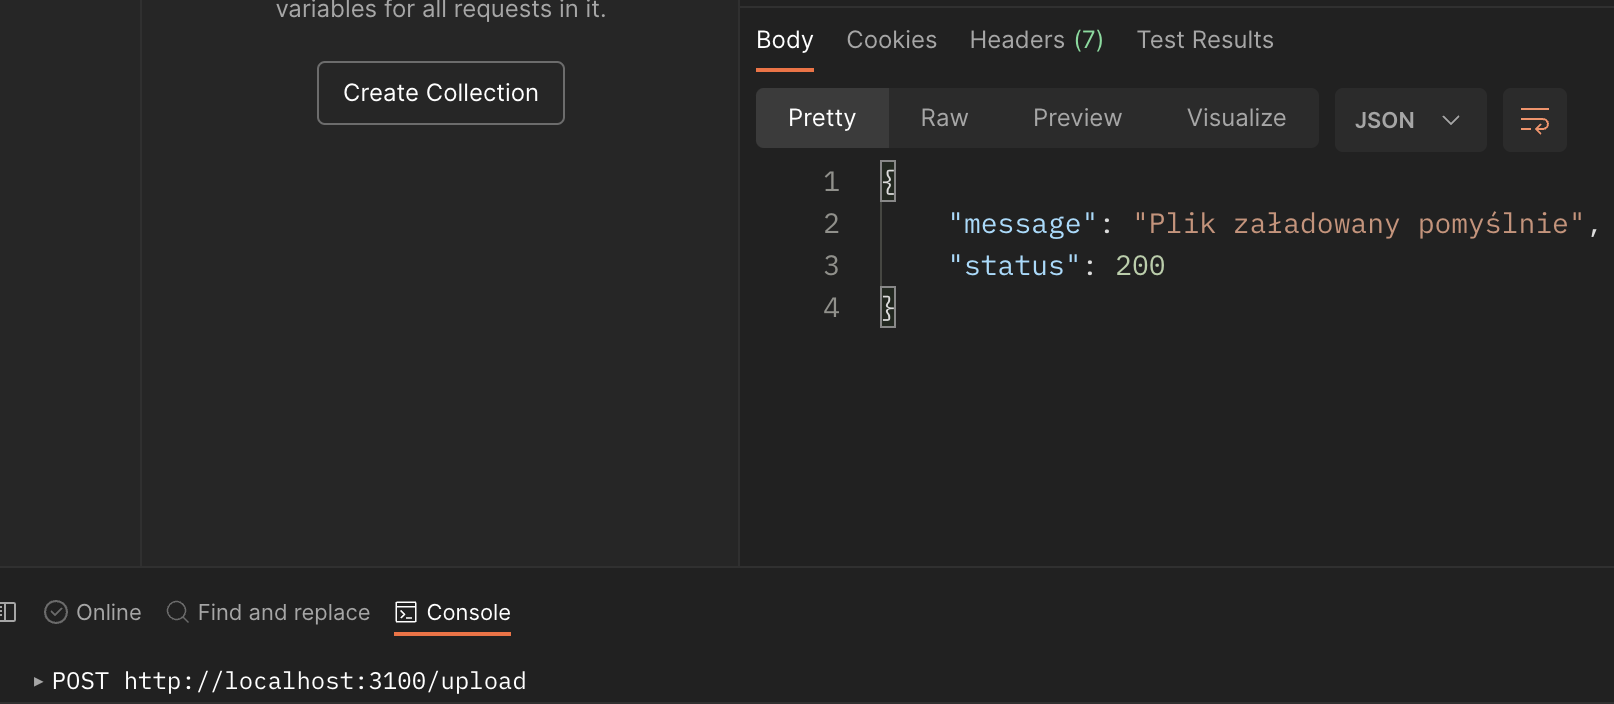 variables for all requests in it.
Create Collection
Body Cookies Headers (7) Test Results
Pretty Raw Preview Visualize JSON
1 {
2 "message": "Plik załadowany pomyślnie",
3 "status": 200
4 }
Online Find and replace Console
POST http://localhost:3100/upload